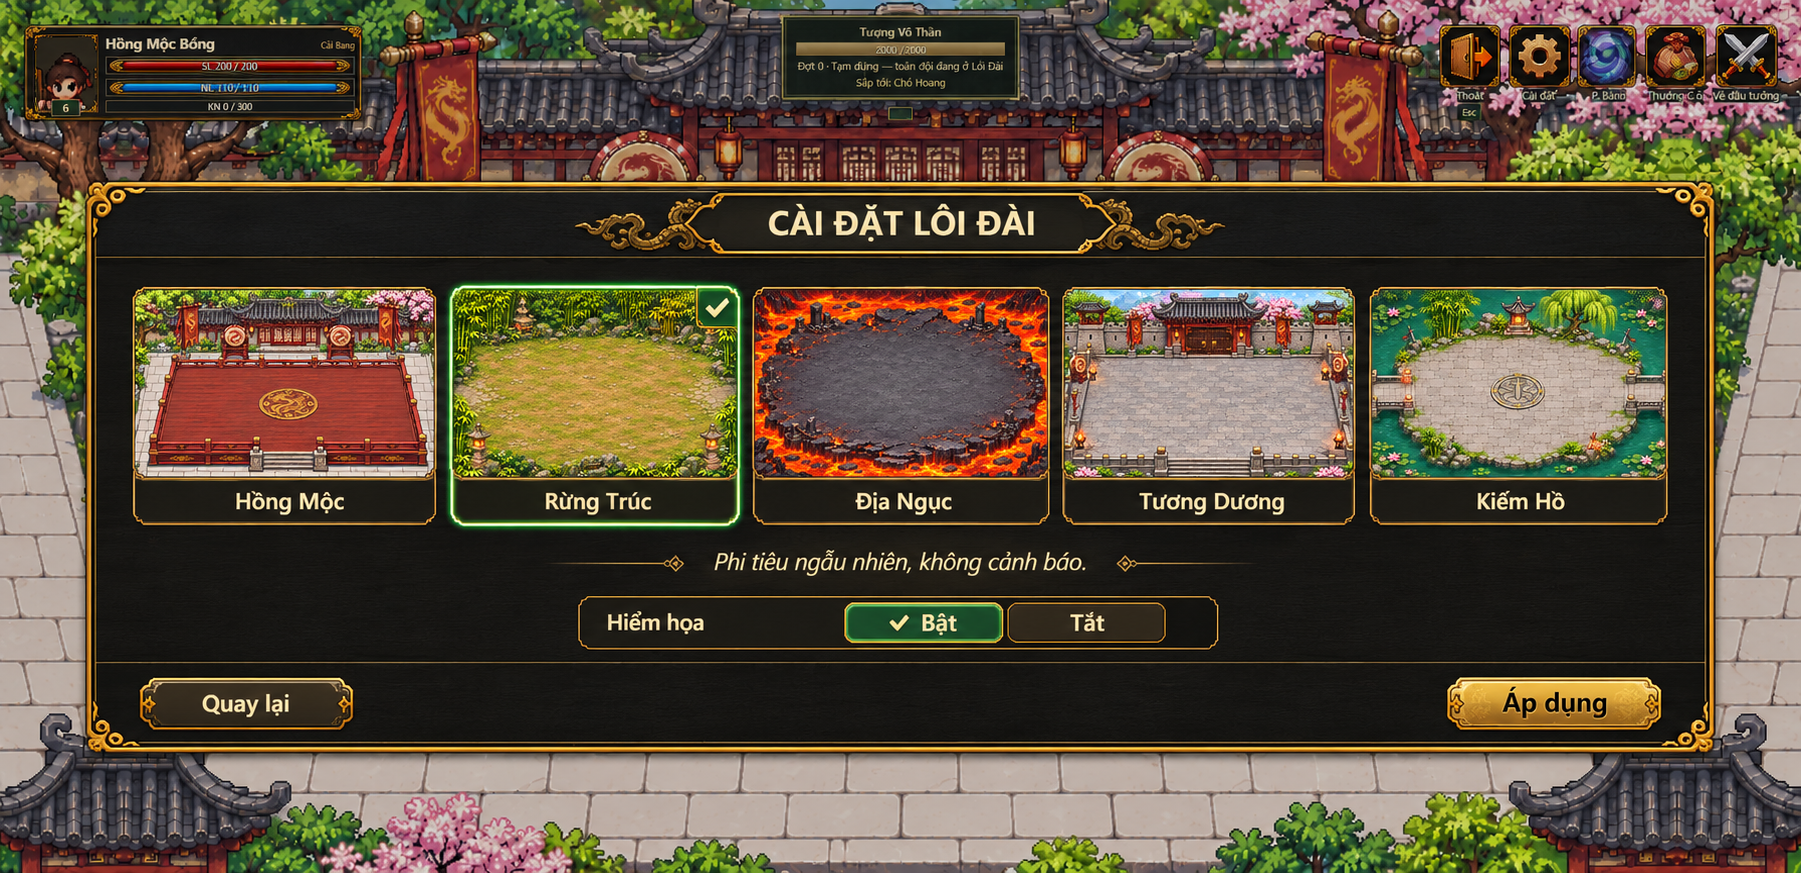 Hồng Mộc Bổng
Cái Bang
SL 200 / 200
NL 110 / 110
KN 0 / 300
6
Tượng Võ Thần
2000 / 2000
Đợt 0 · Tạm dừng — toàn đội đang ở Lôi Đài
Sắp tới: Chó Hoang
Thoát
Esc
Cài đặt
P. Bản
Thương C
Về đấu tướng
CÀI ĐẶT LÔI ĐÀI
Hồng Mộc
Rừng Trúc
Địa Ngục
Tương Dương
Kiếm Hồ
Phi tiêu ngẫu nhiên, không cảnh báo.
Hiểm họa
Bật
Tắt
Quay lại
Áp dụng